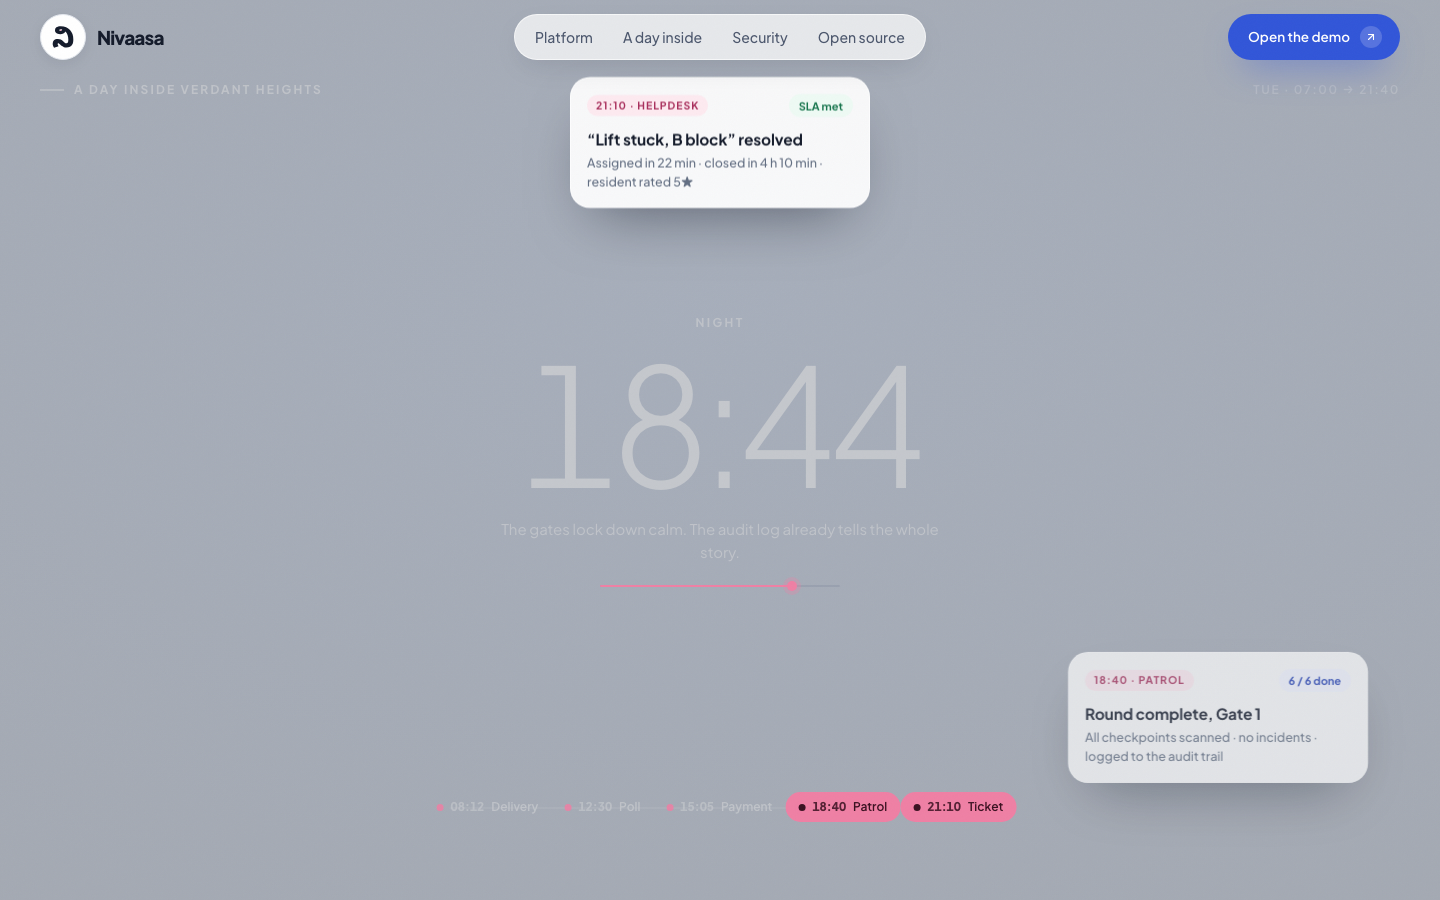 Nivaasa
Platform
A day inside
Security
Open source
Open the demo
A DAY INSIDE VERDANT HEIGHTS
TUE · 07:00 → 21:40
21:10 · HELPDESK
SLA met
“Lift stuck, B block” resolved
Assigned in 22 min · closed in 4 h 10 min ·
resident rated 5★
NIGHT
18:44
The gates lock down calm. The audit log already tells the whole
story.
18:40 · PATROL
6 / 6 done
Round complete, Gate 1
All checkpoints scanned · no incidents ·
logged to the audit trail
08:12 Delivery
12:30 Poll
15:05 Payment
18:40 Patrol
21:10 Ticket